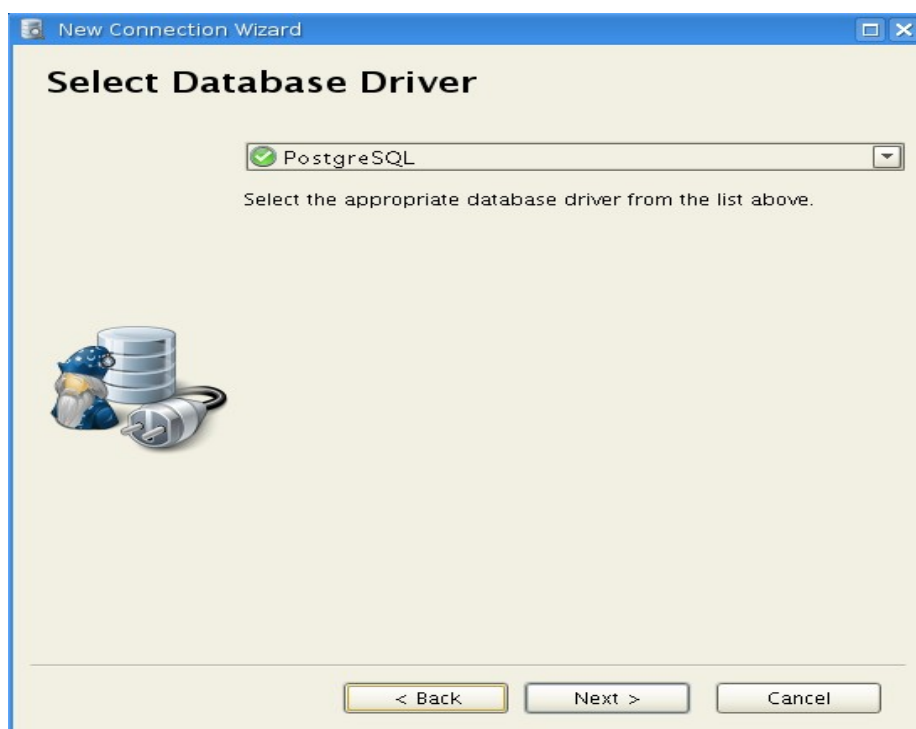 New Connection Wizard
Select Database Driver
PostgreSQL
Select the appropriate database driver from the list above.
< Back Next > Cancel